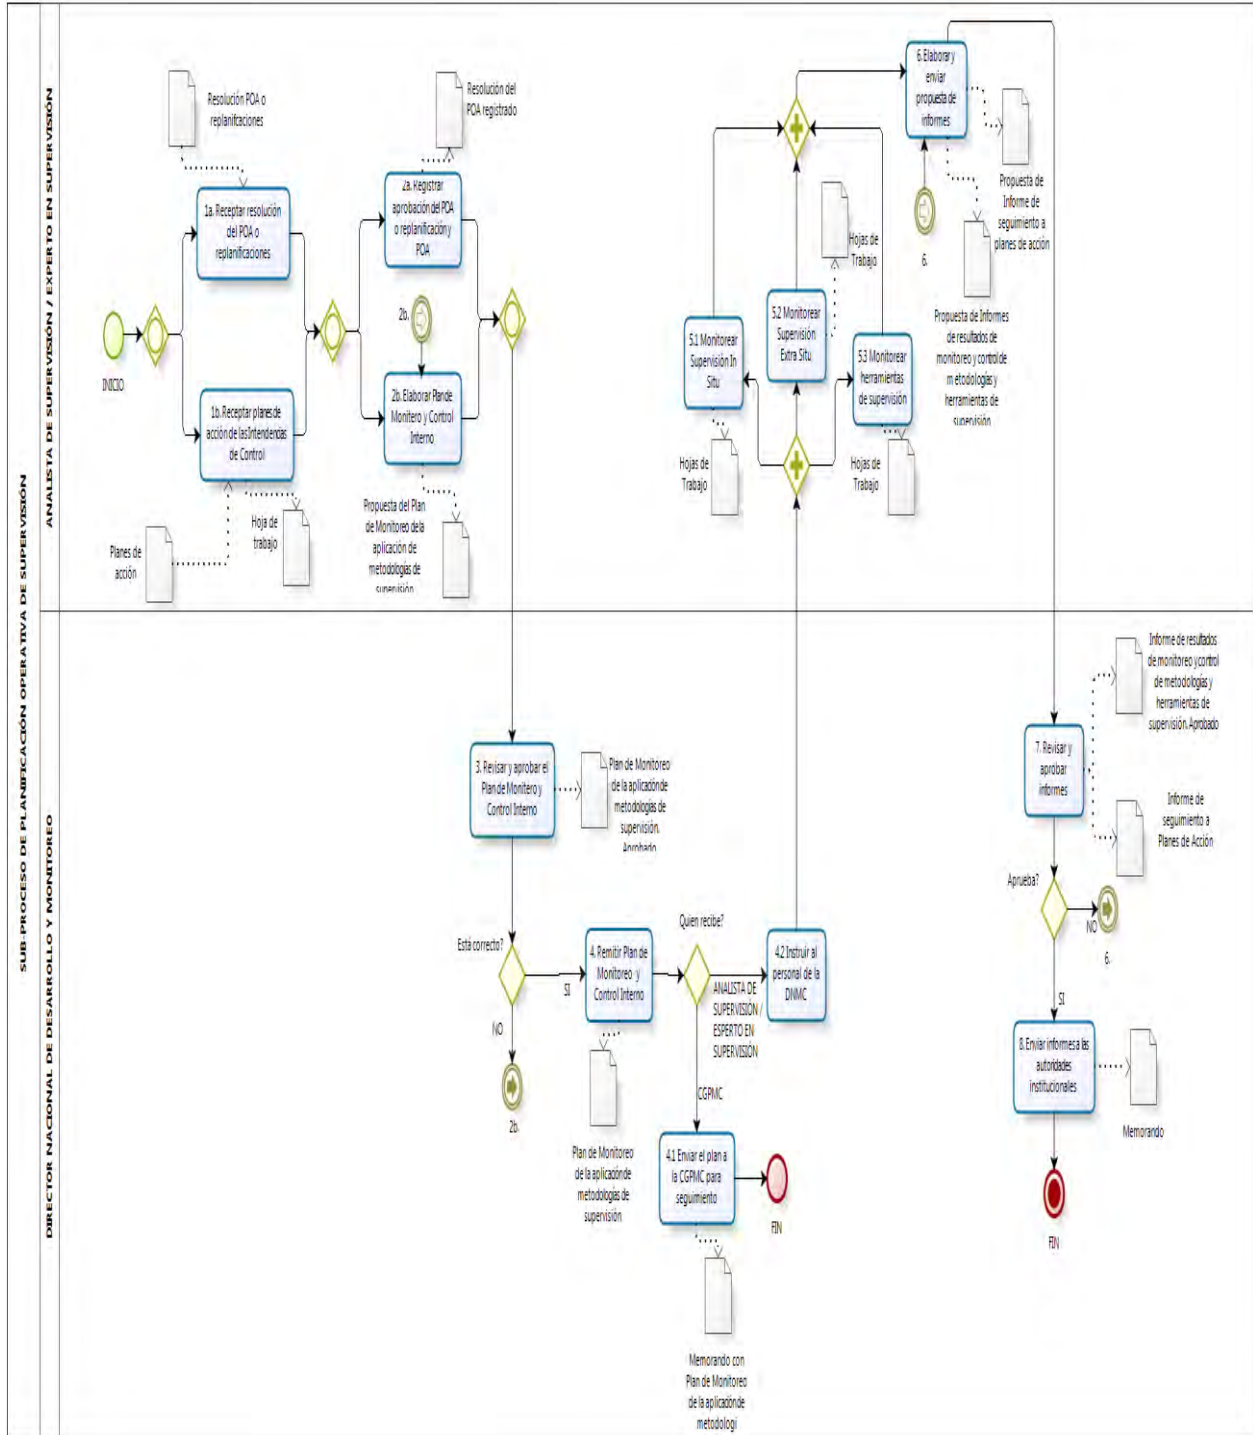 SUB-PROCESO DE PLANIFICACIÓN OPERATIVA DE SUPERVISIÓN
ANALISTA DE SUPERVISIÓN / EXPERTO EN SUPERVISIÓN
INICIO
Resolución POA o
replanificaciones
1a. Receptar resolución
del POA o
replanificaciones
1b. Receptar planes de
acción de las Intendencias
de Control
Planes de
acción
Hoja de
trabajo
Resolución del
POA registrado
2a. Registrar
aprobación del POA
o replanificación y
POA
2b.
2b. Elaborar Plan de
Monitero y Control
Interno
Propuesta del Plan
de Monitoreo de la
aplicación de
metodologías de
supervisión
5.1 Monitorear
Supervisión In
Situ
Hojas de
Trabajo
5.2 Monitorear
Supervisión
Extra Situ
Hojas de
Trabajo
5.3 Monitorear
herramientas
de supervisión
Hojas de
Trabajo
6. Elaborar y
enviar
propuesta de
informes
6.
Propuesta de
Informe de
seguimiento a
planes de acción
Propuesta de Informes
de resultados de
monitoreo y control de
metodologías y
herramientas de
supervisión
DIRECTOR NACIONAL DE DESARROLLO Y MONITOREO
3. Revisar y aprobar el
Plan de Monitero y
Control Interno
Plan de Monitoreo
de la aplicación de
metodologías de
supervisión.
Aprobado
Está correcto?
SI
NO
2b.
4. Remitir Plan de
Monitoreo y
Control Interno
Plan de Monitoreo
de la aplicación de
metodologías de
supervisión
Quien recibe?
ANALISTA DE
SUPERVISIÓN /
ESPERTO EN
SUPERVISIÓN
CGPMC
4.2 Instruir al
personal de la
DNMC
4.1 Enviar el plan a
la CGPMC para
seguimiento
FIN
Memorando con
Plan de Monitoreo
de la aplicación de
metodologi
7. Revisar y
aprobar
informes
Informe de resultados
de monitoreo y control
de metodologías y
herramientas de
supervisión. Aprobado
Informe de
seguimiento a
Planes de Acción
Aprueba?
NO
6.
SI
8. Enviar informes a las
autoridades
institucionales
Memorando
FIN